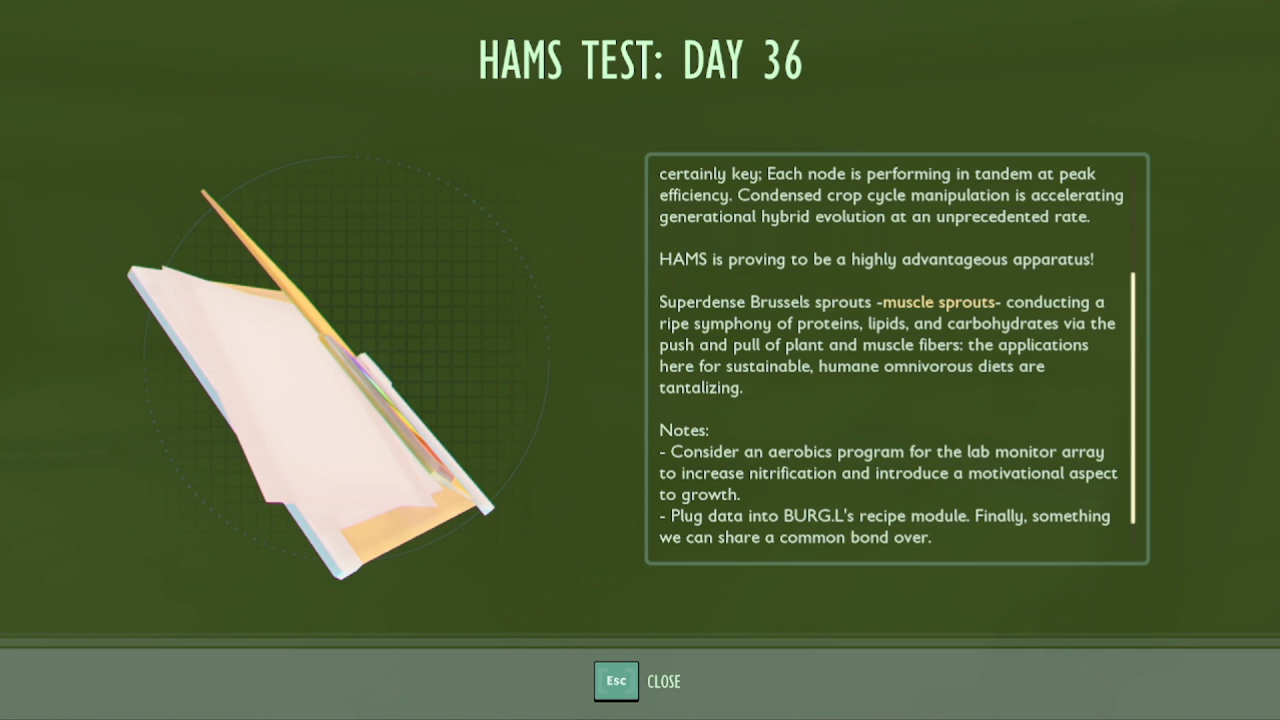 HAMS TEST: DAY 36
certainly key; Each node is performing in tandem at peak
efficiency. Condensed crop cycle manipulation is accelerating
generational hybrid evolution at an unprecedented rate.
HAMS is proving to be a highly advantageous apparatus!
Superdense Brussels sprouts -muscle sprouts- conducting a
ripe symphony of proteins, lipids, and carbohydrates via the
push and pull of plant and muscle fibers: the applications
here for sustainable, humane omnivorous diets are
tantalizing.
Notes:
- Consider an aerobics program for the lab monitor array
to increase nitrification and introduce a motivational aspect
to growth.
- Plug data into BURG.L's recipe module. Finally, something
we can share a common bond over.
Esc CLOSE